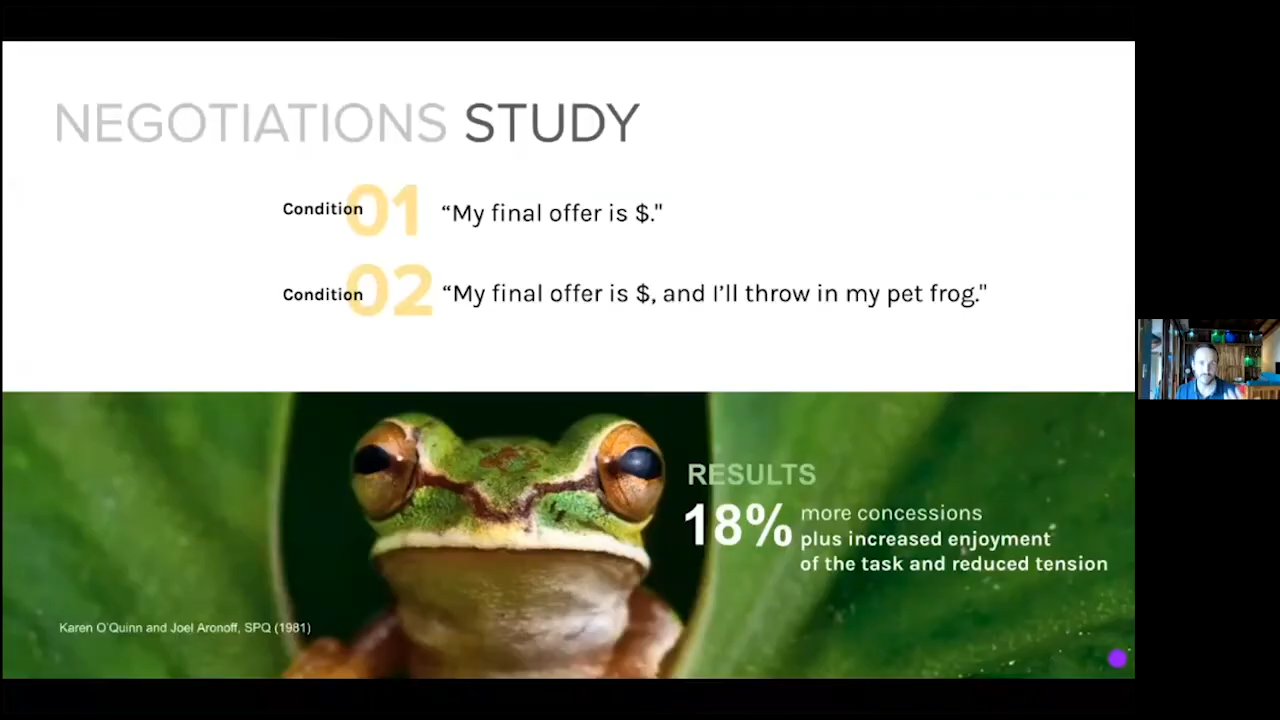 NEGOTIATIONS STUDY
Condition 01 “My final offer is $."
Condition 02 “My final offer is $, and I’ll throw in my pet frog."
RESULTS
18% more concessions
plus increased enjoyment
of the task and reduced tension
Karen O’Quinn and Joel Aronoff, SPQ (1981)